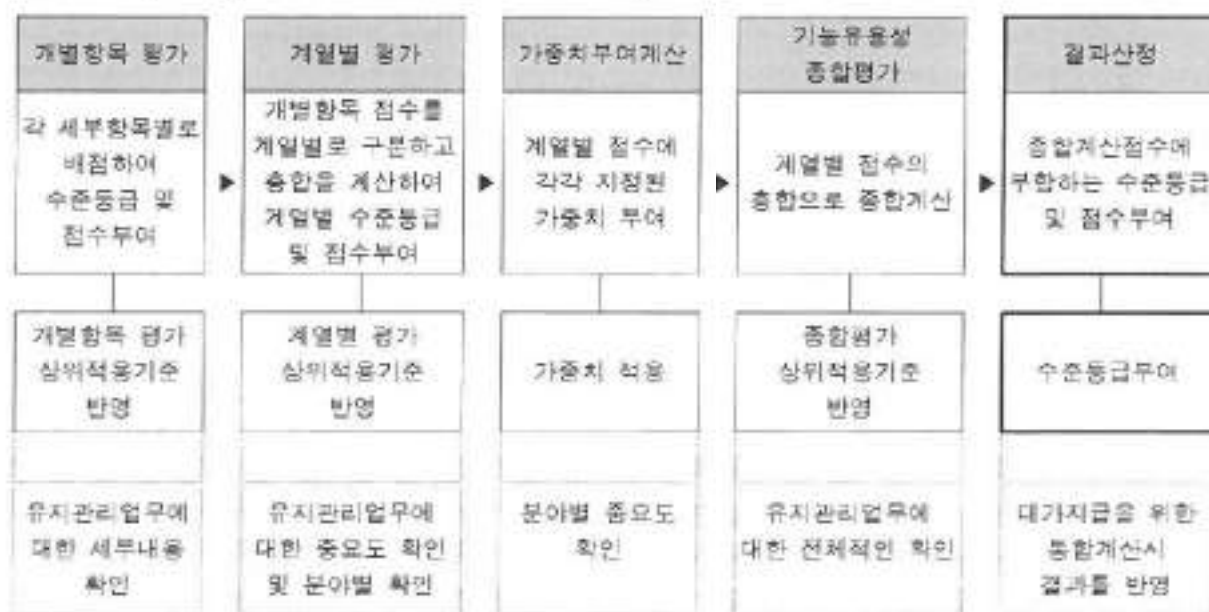 개별항목 평가
각 세부항목별로
배점하여
수준등급 및
점수부여
개별항목 평가
상위적용기준
반영
유지관리업무에
대한 세부내용
확인
▶
계열별 평가
개별항목 점수를
계열별로 구분하고
총합을 계산하여
계열별 수준등급
및 점수부여
계열별 평가
상위적용기준
반영
유지관리업무에
대한 중요도 확인
및 분야별 확인
▶
가중치부여계산
계열별 점수에
각각 지정된
가중치 부여
가중치 적용
분야별 중요도
확인
▶
기능유용성
종합평가
계열별 점수의
총합으로 종합계산
종합평가
상위적용기준
반영
유지관리업무에
대한 전체적인 확인
▶
결과산정
종합계산점수에
부합하는 수준등급
및 점수부여
수준등급부여
대가지급을 위한
통합계산시
결과를 반영